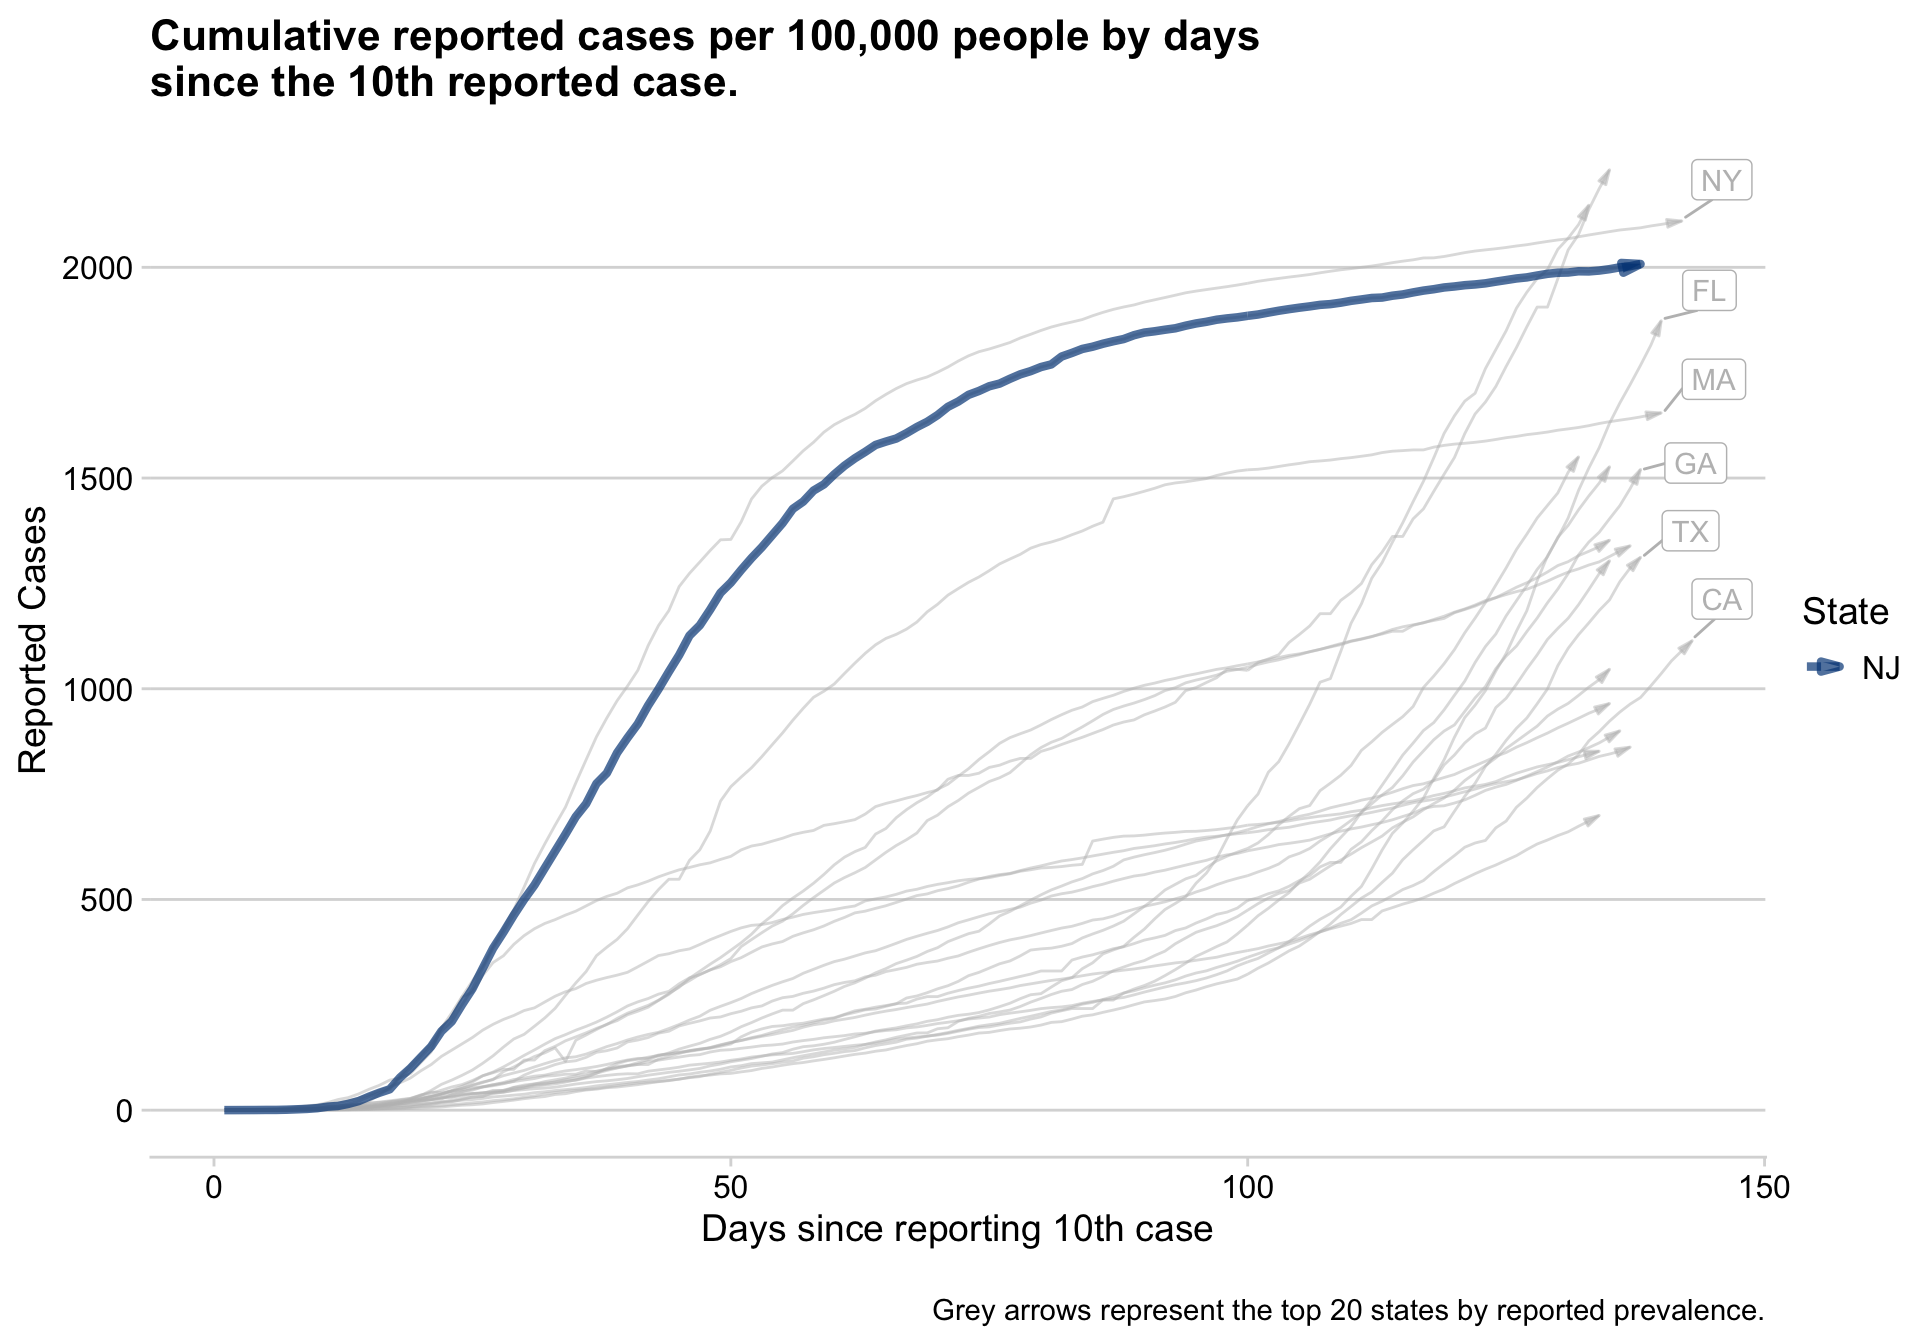 Cumulative reported cases per 100,000 people by days
since the 10th reported case.
NY
2000
FL
MA
1500
GA
TX
CA
Reported Cases
State
NJ
1000
500
0
0
50
100
150
Days since reporting 10th case
Grey arrows represent the top 20 states by reported prevalence.